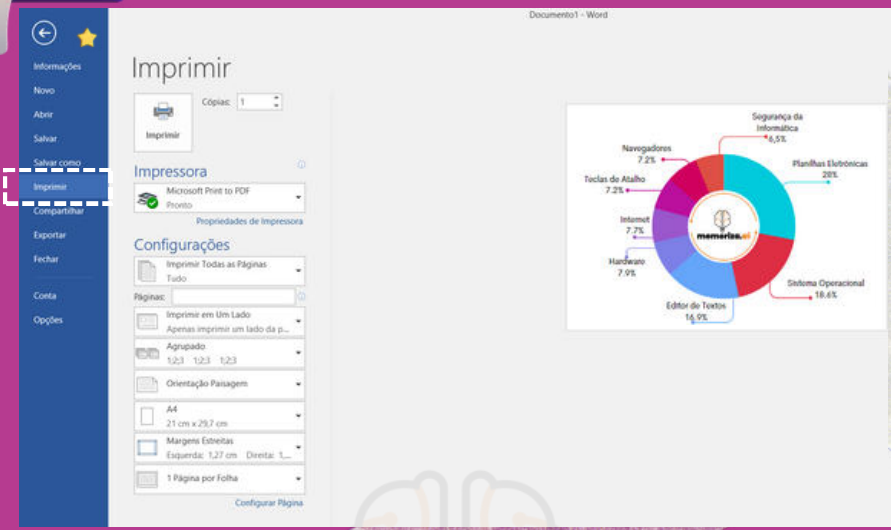 Documento1 - Word
Informações
Novo
Abrir
Salvar
Salvar como
Imprimir
Compartilhar
Exportar
Fechar
Conta
Opções
Imprimir
Cópias: 1
Imprimir
Impressora
Microsoft Print to PDF
Pronto
Propriedades de Impressora
Configurações
Imprimir Todas as Páginas
Tudo
Páginas:
Imprimir em Um Lado
Apenas imprimir um lado da p...
Agrupado
1;2;3 1;2;3 1;2;3
Orientação Paisagem
A4
21 cm x 29,7 cm
Margens Estreitas
Esquerda: 1,27 cm Direita: 1,...
1 Página por Folha
Configurar Página
Segurança da
Informática
6,5%
Navegadores
7.2%
Planilhas Eletrônicas
28%
Teclas de Atalho
7.2%
Internet
7.7%
memoriza.ei
Hardware
7.9%
Sistema Operacional
18.6%
Editor de Textos
16.9%